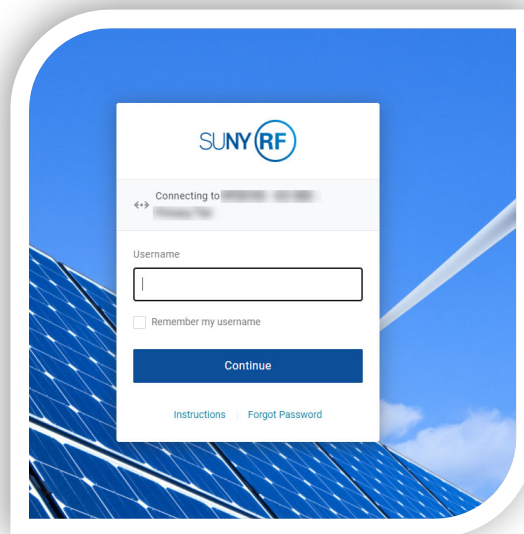 SUNY RF
Connecting to
Username
Remember my username
Continue
Instructions
Forgot Password